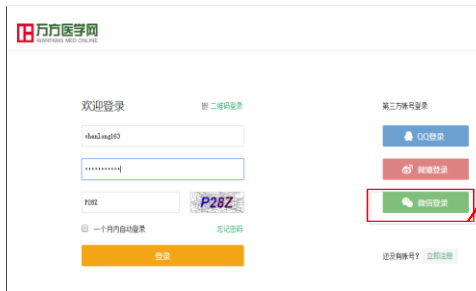 万方医学网
WANFANG MED ONLINE
欢迎登录
二维码登录
shanlong163
P28Z
P28Z
一个月内自动登录
忘记密码
登录
第三方账号登录
QQ登录
微博登录
微信登录
还没有账号? 立即注册